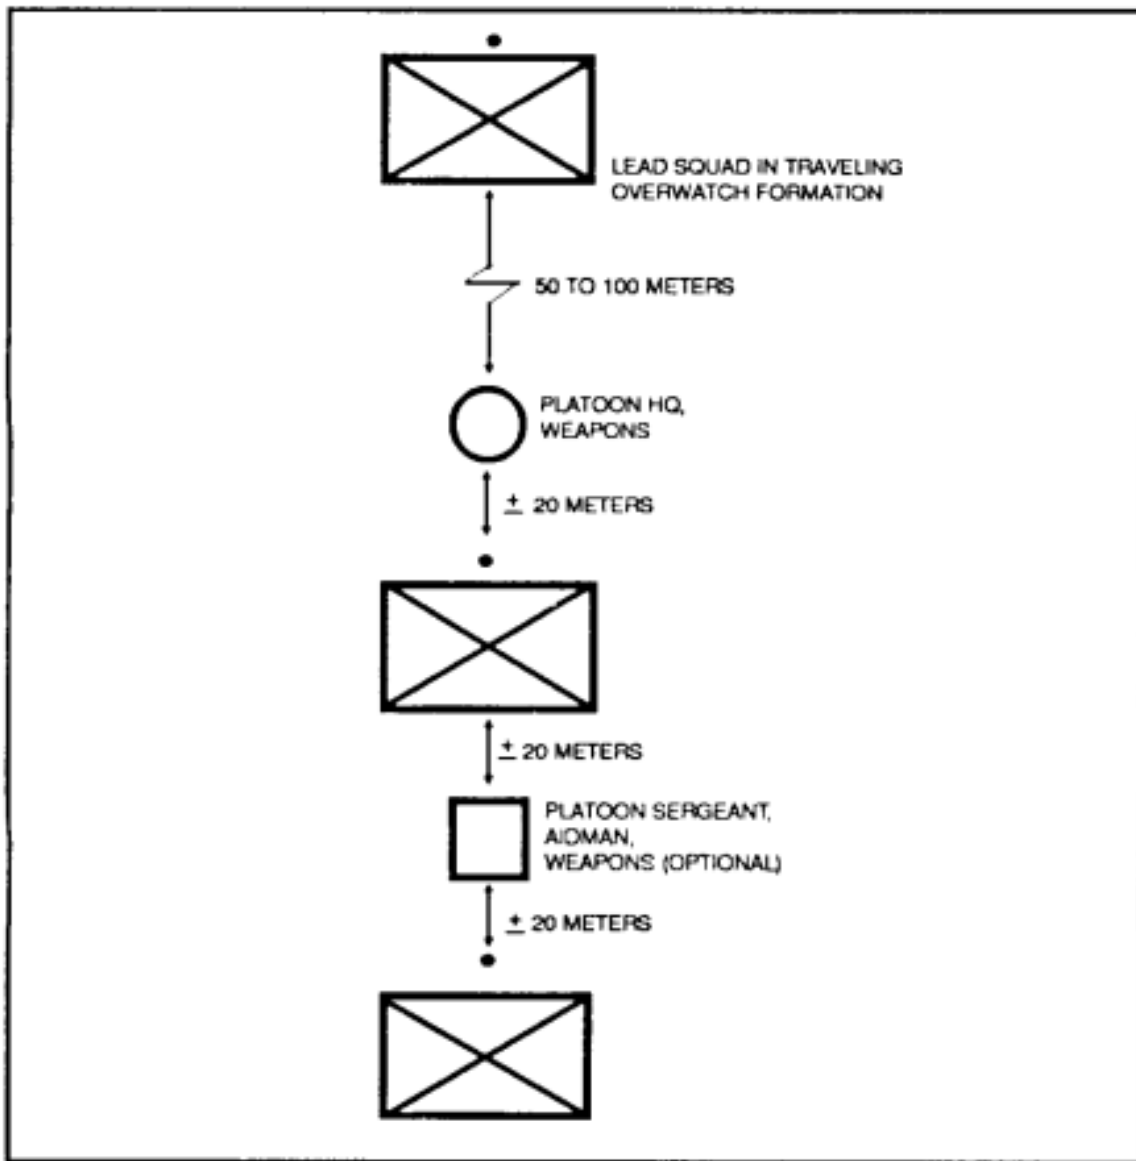 LEAD SQUAD IN TRAVELING
OVERWATCH FORMATION
50 TO 100 METERS
PLATOON HQ,
WEAPONS
± 20 METERS
± 20 METERS
PLATOON SERGEANT,
AIDMAN,
WEAPONS (OPTIONAL)
± 20 METERS